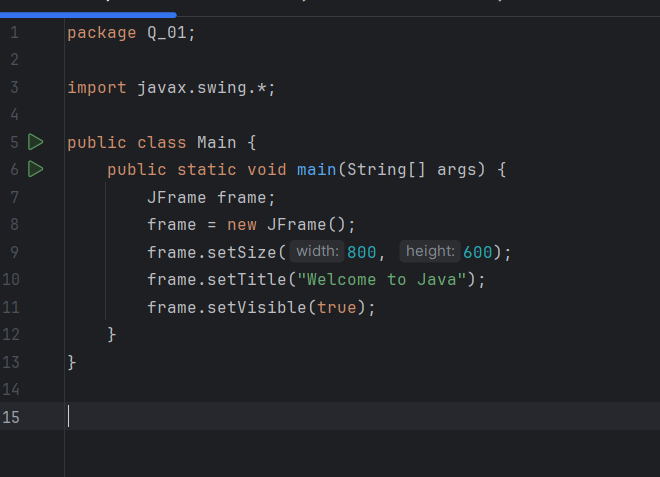 1 package Q_01;
2
3 import javax.swing.*;
4
5 public class Main {
6 public static void main(String[] args) {
7 JFrame frame;
8 frame = new JFrame();
9 frame.setSize( width: 800, height: 600);
10 frame.setTitle("Welcome to Java");
11 frame.setVisible(true);
12 }
13 }
14
15